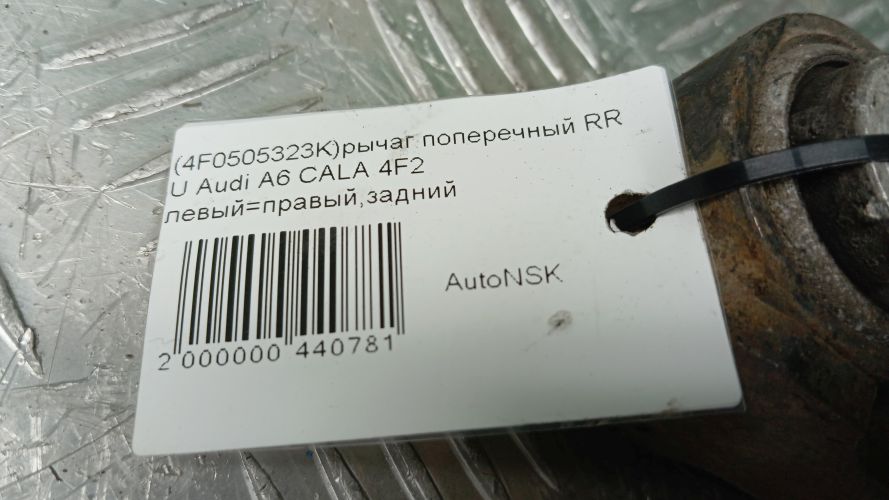 (4F0505323K)рычаг поперечный RR
U Audi A6 CALA 4F2
левый=правый,задний
AutoNSK
2 000000 440781